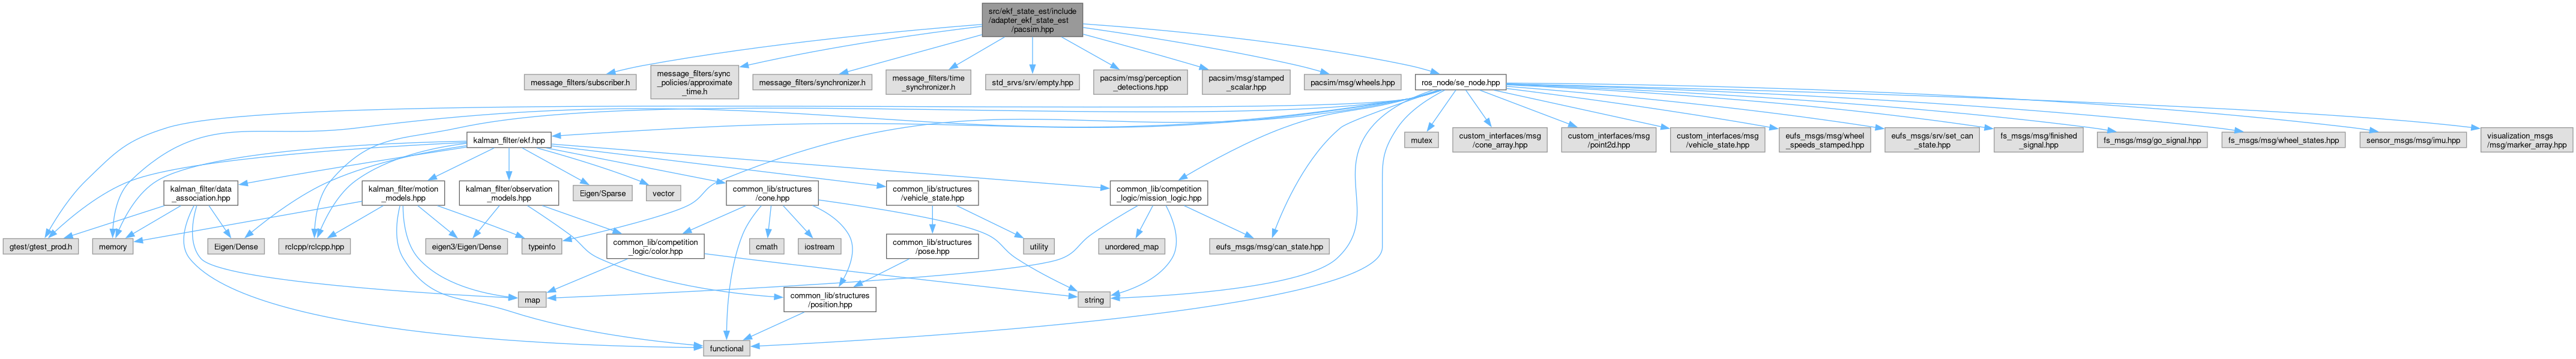 src/ekf_state_est/include
/adapter_ekf_state_est
/pacsim.hpp
message_filters/subscriber.h
message_filters/sync
_policies/approximate
_time.h
message_filters/synchronizer.h
message_filters/time
_synchronizer.h
std_srvs/srv/empty.hpp
pacsim/msg/perception
_detections.hpp
pacsim/msg/stamped
_scalar.hpp
pacsim/msg/wheels.hpp
ros_node/se_node.hpp
kalman_filter/ekf.hpp
mutex
custom_interfaces/msg
/cone_array.hpp
custom_interfaces/msg
/point2d.hpp
custom_interfaces/msg
/vehicle_state.hpp
eufs_msgs/msg/wheel
_speeds_stamped.hpp
eufs_msgs/srv/set_can
_state.hpp
fs_msgs/msg/finished
_signal.hpp
fs_msgs/msg/go_signal.hpp
fs_msgs/msg/wheel_states.hpp
sensor_msgs/msg/imu.hpp
visualization_msgs
/msg/marker_array.hpp
kalman_filter/data
_association.hpp
kalman_filter/motion
_models.hpp
kalman_filter/observation
_models.hpp
Eigen/Sparse
vector
common_lib/structures
/cone.hpp
common_lib/structures
/vehicle_state.hpp
common_lib/competition
_logic/mission_logic.hpp
gtest/gtest_prod.h
memory
Eigen/Dense
rclcpp/rclcpp.hpp
eigen3/Eigen/Dense
typeinfo
common_lib/competition
_logic/color.hpp
cmath
iostream
common_lib/structures
/pose.hpp
utility
unordered_map
eufs_msgs/msg/can_state.hpp
map
common_lib/structures
/position.hpp
string
functional